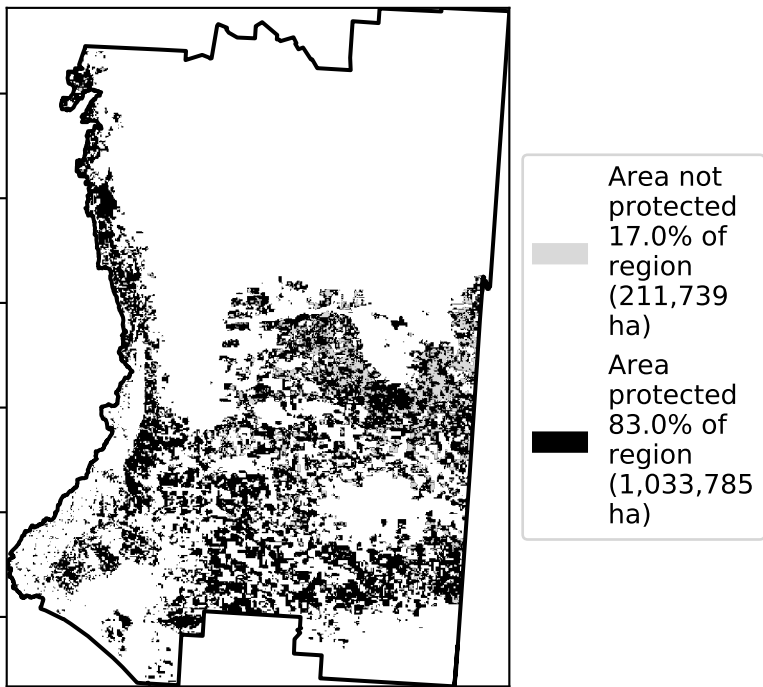 Area not
protected
17.0% of
region
(211,739
ha)
Area
protected
83.0% of
region
(1,033,785
ha)